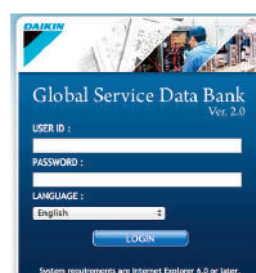 DAIKIN
Global Service Data Bank
Ver. 2.0
USER ID :
PASSWORD :
LANGUAGE :
English
LOGIN
System requirements are Internet Explorer 6.0 or later.